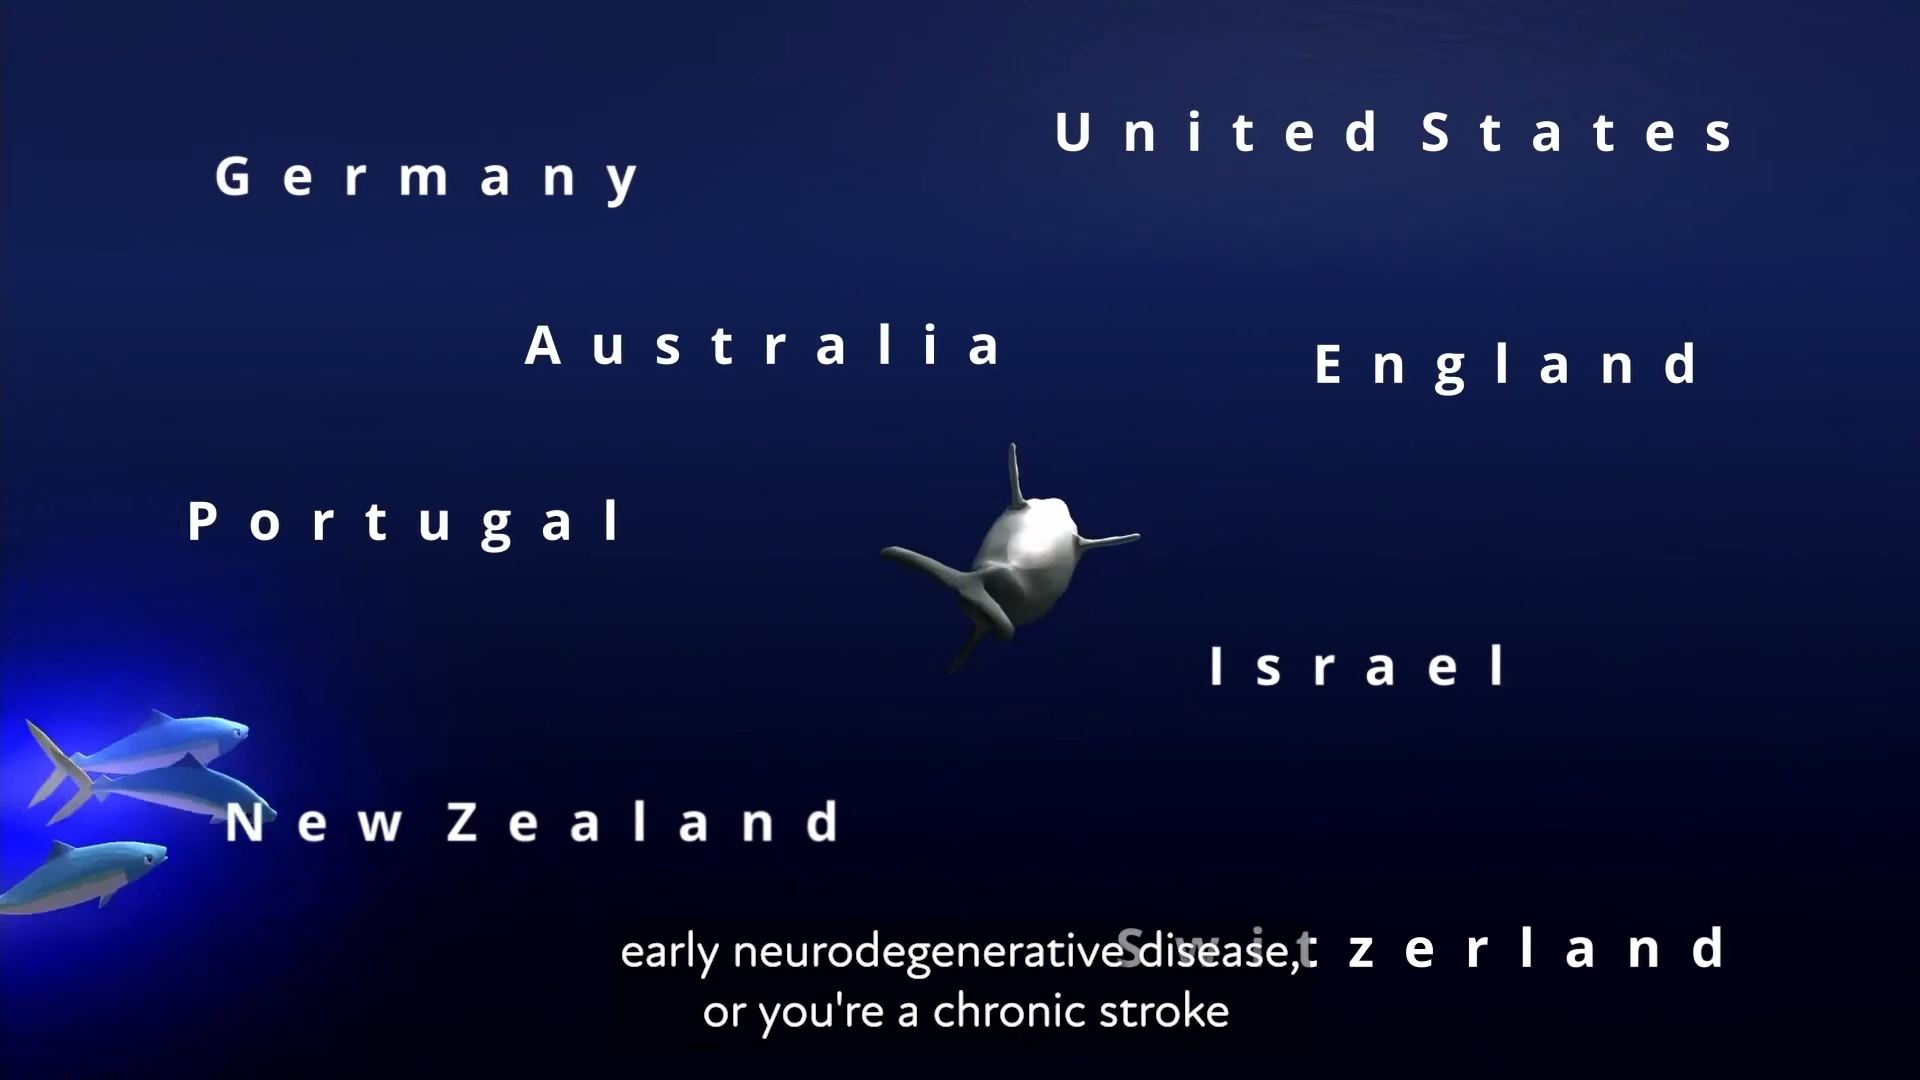 United States
Germany
Australia
England
Portugal
Israel
New Zealand
Switzerland
early neurodegenerative disease,
or you're a chronic stroke